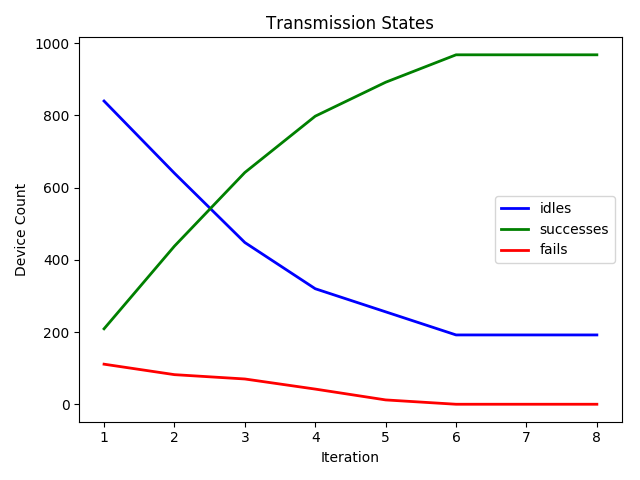 Transmission States
1000
800
600
400
200
0
Device Count
idles
successes
fails
1 2 3 4 5 6 7 8
Iteration